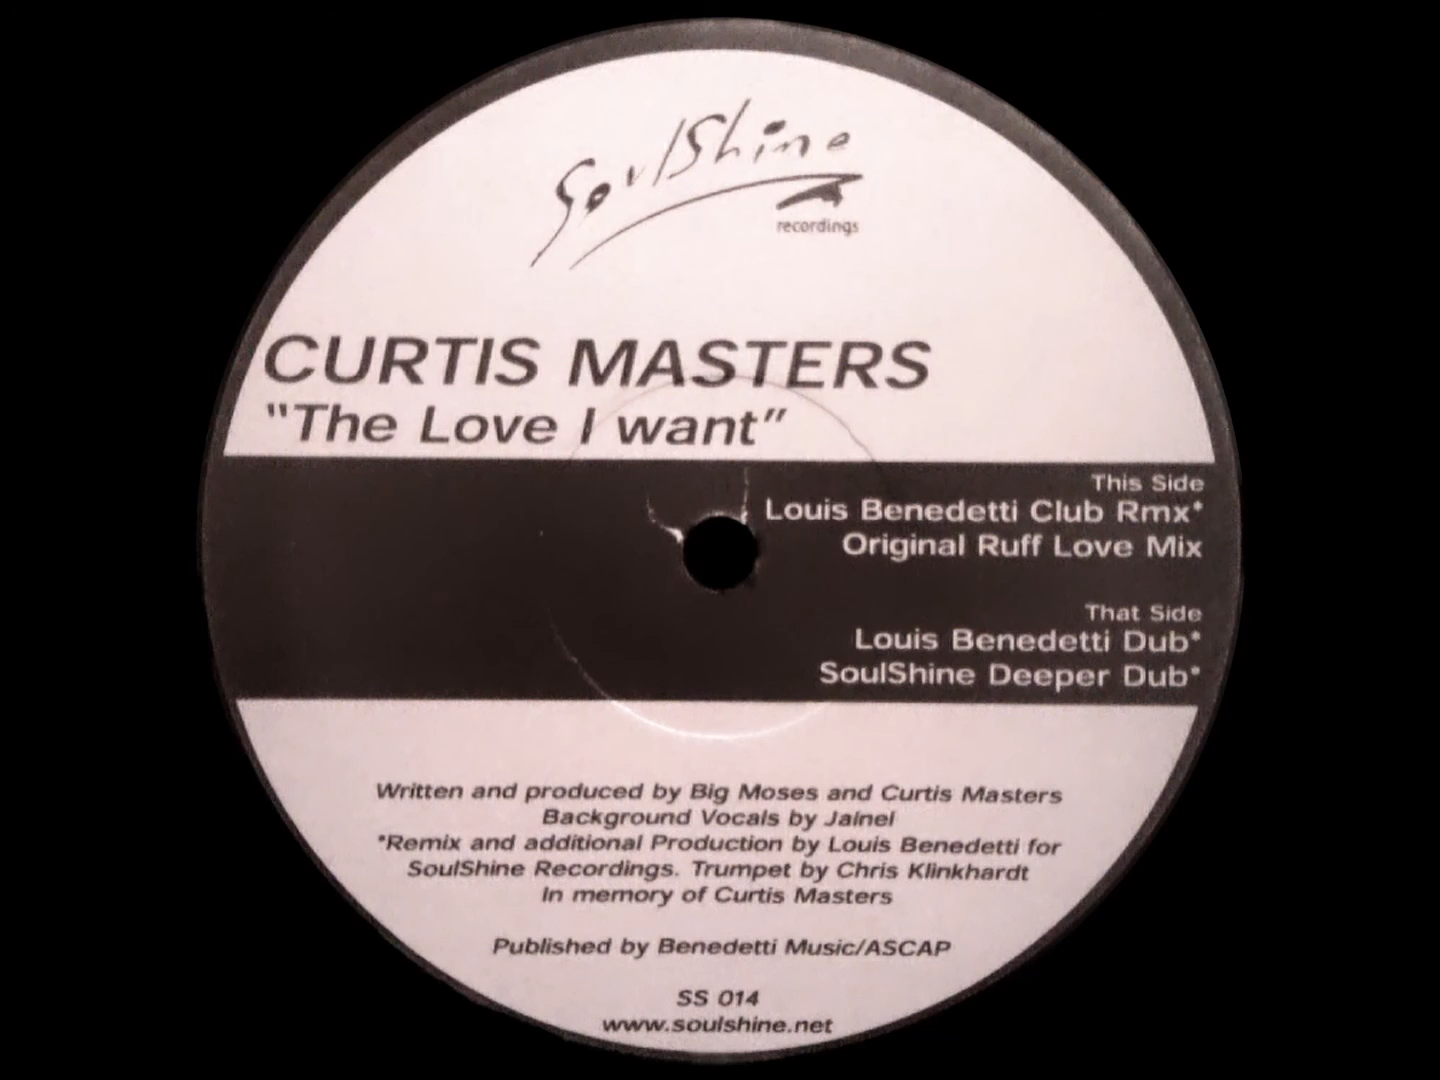 SoulShine
recordings
CURTIS MASTERS
“The Love I want”
This Side
Louis Benedetti Club Rmx*
Original Ruff Love Mix
That Side
Louis Benedetti Dub*
SoulShine Deeper Dub*
Written and produced by Big Moses and Curtis Masters
Background Vocals by Jalnel
*Remix and additional Production by Louis Benedetti for
SoulShine Recordings. Trumpet by Chris Klinkhardt
In memory of Curtis Masters
Published by Benedetti Music/ASCAP
SS 014
www.soulshine.net